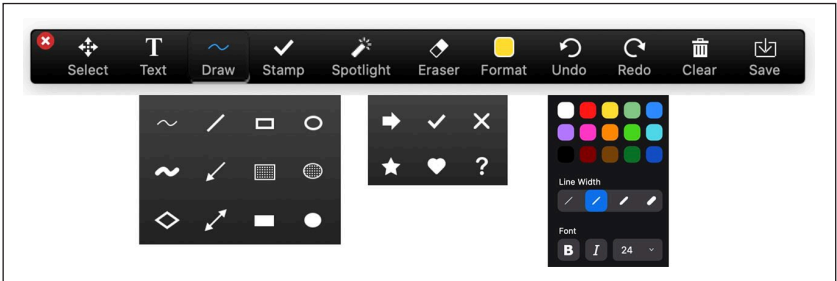 Select Text Draw Stamp Spotlight Eraser Format Undo Redo Clear Save
?
Line Width
Font
B I 24